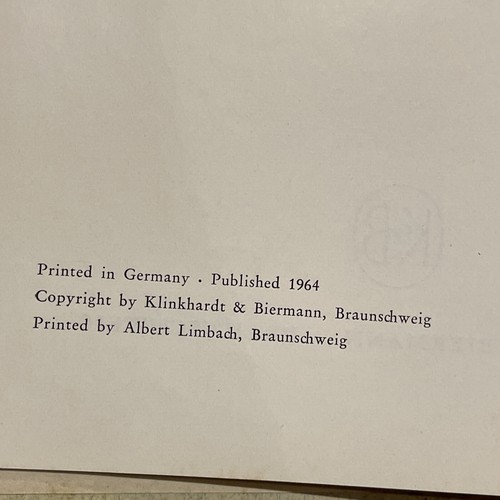 Printed in Germany · Published 1964
Copyright by Klinkhardt & Biermann, Braunschweig
Printed by Albert Limbach, Braunschweig